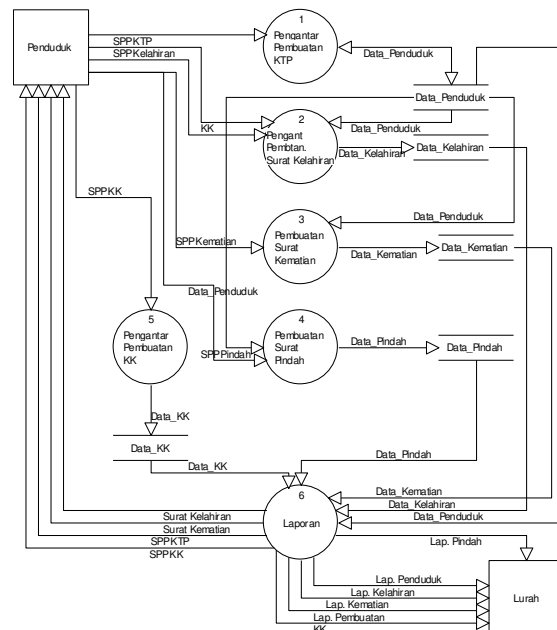 1
Pengantar
Pembuatan
KTP
Penduduk
SPPKTP
SPPKelahiran
Data_Penduduk
Data_Penduduk
2
Pengant
Pembtan.
Surat Kelahiran
KK
Data_Penduduk
Data_Kelahiran
Data_Kelahiran
SPPKK
3
Pembuatan
Surat
Kematian
Data_Penduduk
SPPKematian
Data_Kematian
Data_Kematian
Data_Penduduk
4
Pembuatan
Surat
Pindah
5
Pengantar
Pembuatan
KK
SPPPindah
Data_Pindah
Data_Pindah
Data_KK
Data_KK
Data_KK
Data_Pindah
6
Laporan
Data_Kematian
Data_Kelahiran
Data_Penduduk
Surat Kelahiran
Surat Kematian
SPPKTP
SPPKK
Lap. Pindah
Lap. Penduduk
Lap. Kelahiran
Lap. Kematian
Lap. Pembuatan
KK
Lurah